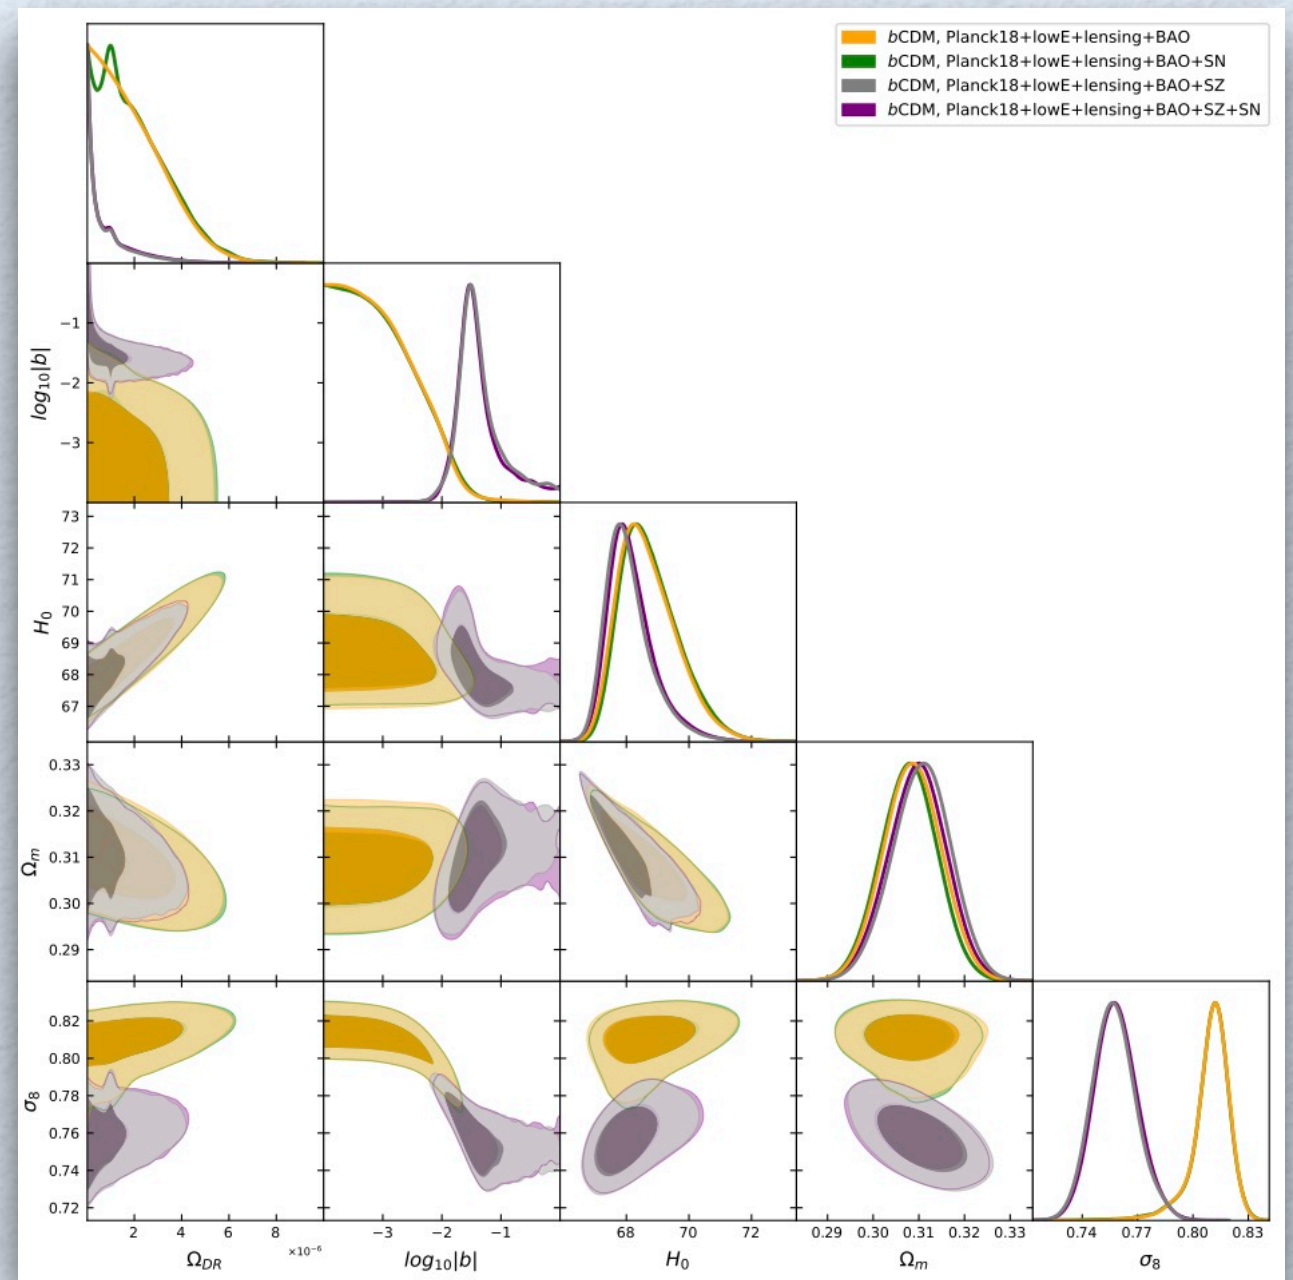 bCDM, Planck18+lowE+lensing+BAO
bCDM, Planck18+lowE+lensing+BAO+SN
bCDM, Planck18+lowE+lensing+BAO+SZ
bCDM, Planck18+lowE+lensing+BAO+SZ+SN
log₁₀|b|
−1
−2
−3
H₀
73
72
71
70
69
68
67
Ωₘ
0.33
0.32
0.31
0.30
0.29
σ₈
0.82
0.80
0.78
0.76
0.74
0.72
2 4 6 8 −3 −2 −1 68 70 72 0.29 0.30 0.31 0.32 0.33 0.74 0.77 0.80 0.83
×10⁻⁶
Ω_DR log₁₀|b| H₀ Ωₘ σ₈